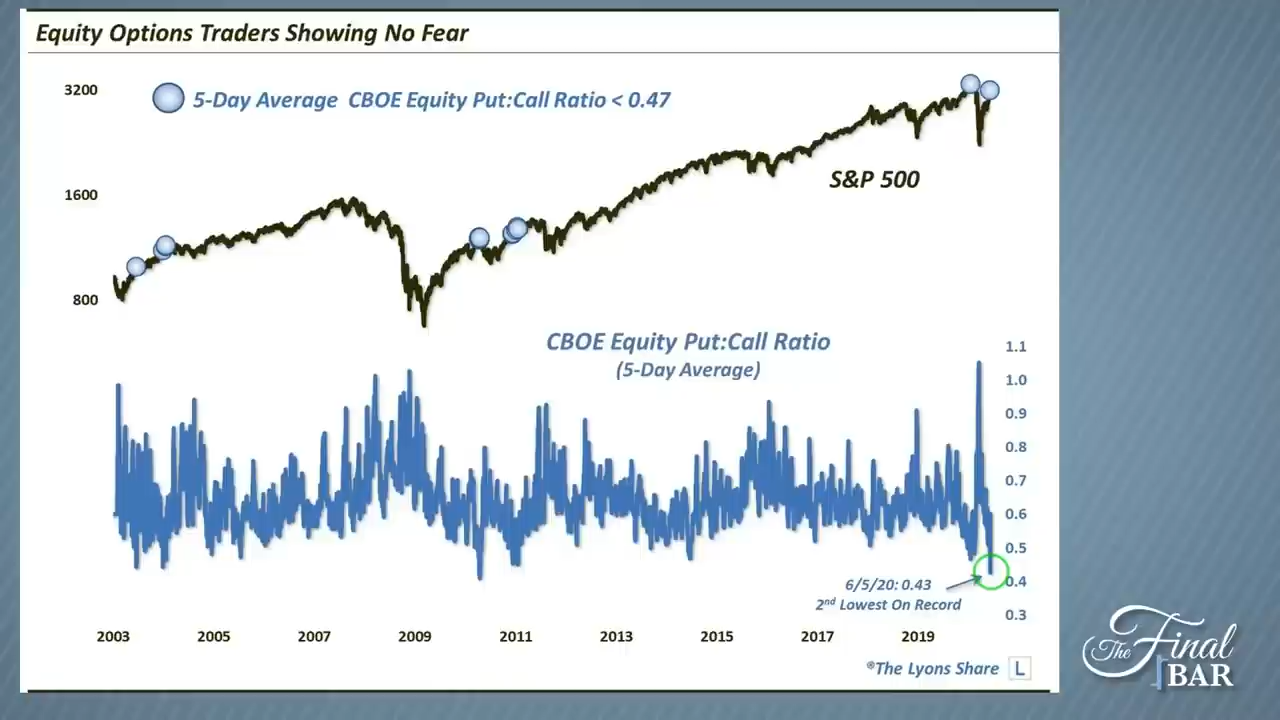 Equity Options Traders Showing No Fear
3200
5-Day Average CBOE Equity Put:Call Ratio < 0.47
1600
S&P 500
800
CBOE Equity Put:Call Ratio
(5-Day Average)
1.1
1.0
0.9
0.8
0.7
0.6
0.5
0.4
0.3
6/5/20: 0.43
2nd Lowest On Record
2003 2005 2007 2009 2011 2013 2015 2017 2019
®The Lyons Share L
The Final
BAR